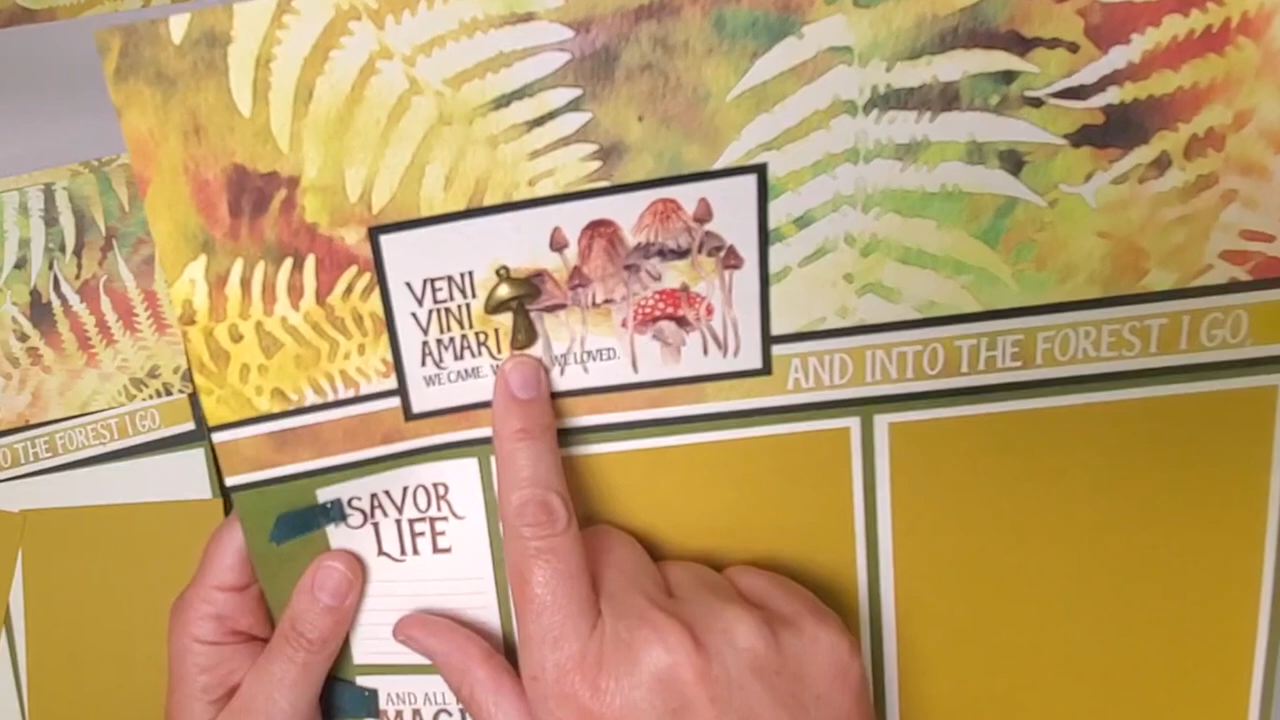 VENI
VINI
AMARI
WE CAME. WE LOVED.
AND INTO THE FOREST I GO,
O THE FOREST I GO,
SAVOR
LIFE
AND ALL